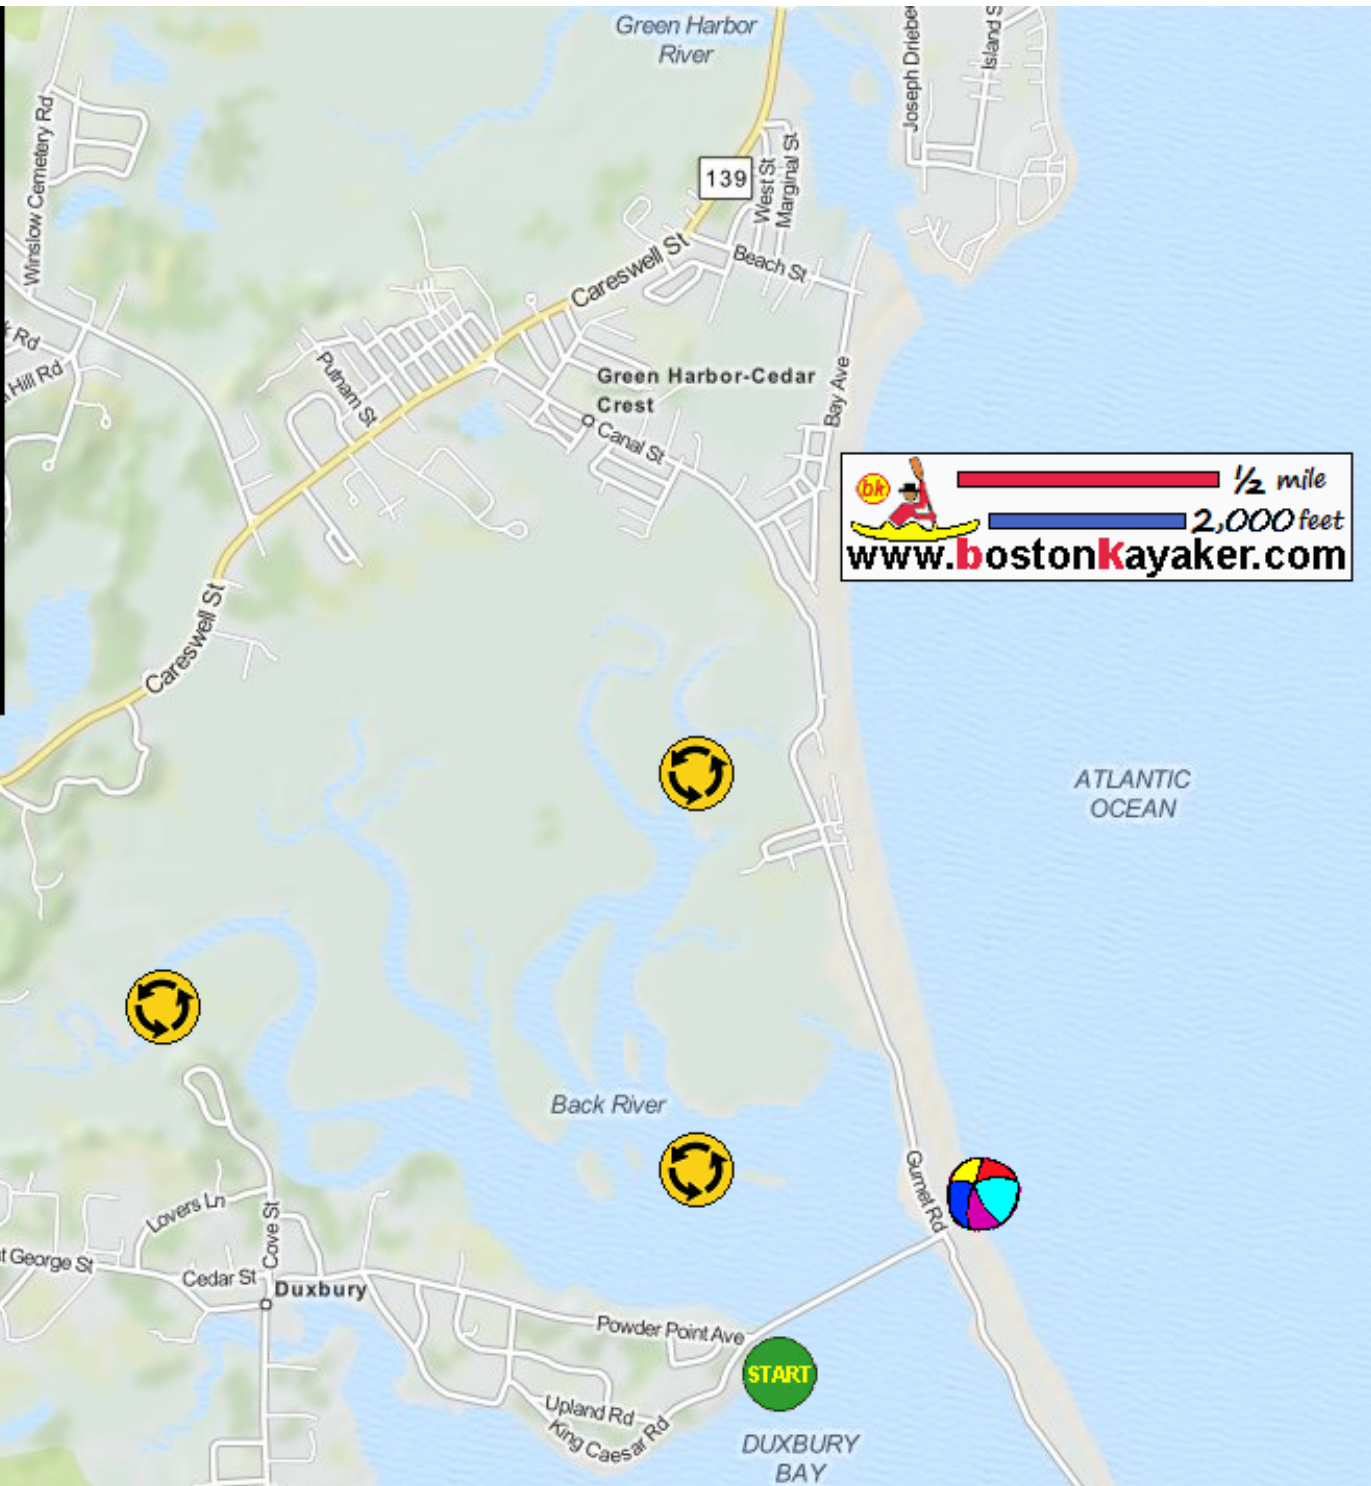 Green Harbor
River
Joseph Driebe
Island S
Winslow Cemetery Rd
139
West St
Marginal St
Careswell St
Beach St
k Rd
Hill Rd
Putnam St
Green Harbor-Cedar
Crest
Bay Ave
Canal St
bk
½ mile
2,000 feet
www.bostonkayaker.com
Careswell St
ATLANTIC
OCEAN
Back River
Gurnet Rd
Lovers Ln
Cove St
t George St
Cedar St
Duxbury
Powder Point Ave
START
Upland Rd
King Caesar Rd
DUXBURY
BAY